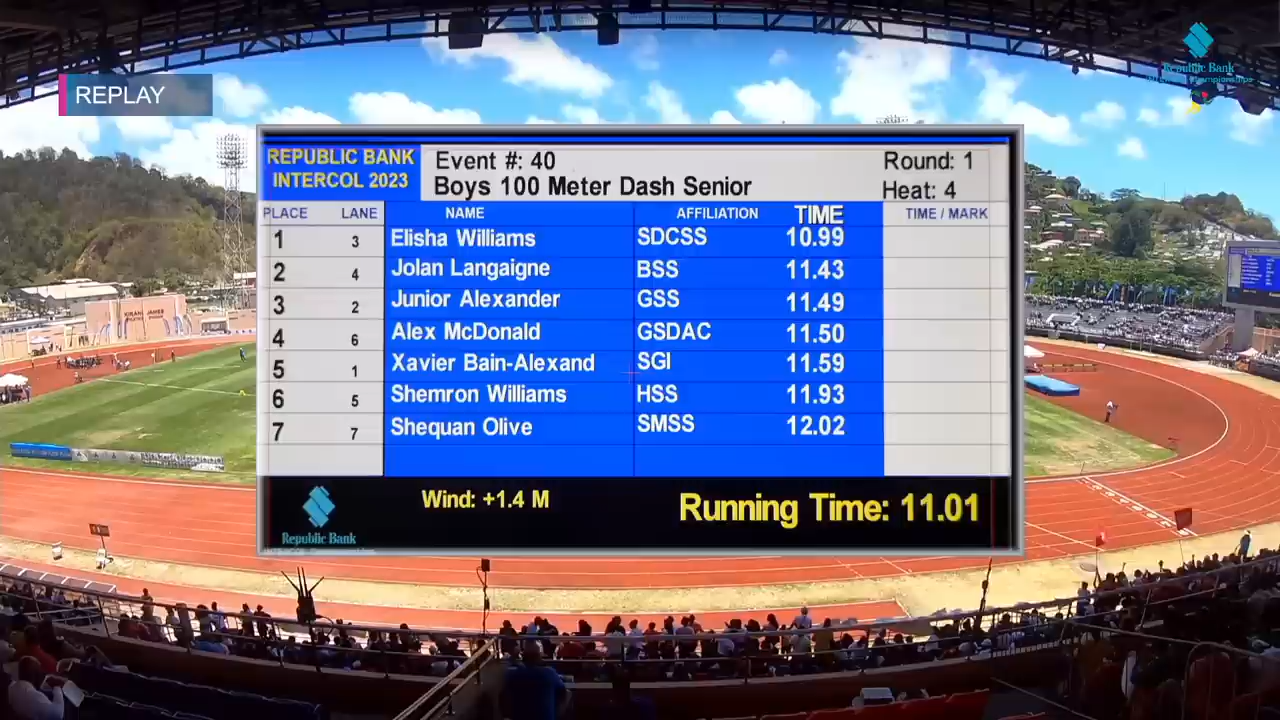 Republic Bank
REPLAY
REPUBLIC BANK
INTERCOL 2023
Event #: 40
Boys 100 Meter Dash Senior
Round: 1
Heat: 4
PLACE LANE NAME AFFILIATION TIME TIME / MARK
1 3 Elisha Williams SDCSS 10.99
2 4 Jolan Langaigne BSS 11.43
3 2 Junior Alexander GSS 11.49
4 6 Alex McDonald GSDAC 11.50
5 1 Xavier Bain-Alexand SGI 11.59
6 5 Shemron Williams HSS 11.93
7 7 Shequan Olive SMSS 12.02
Wind: +1.4 M
Running Time: 11.01
Republic Bank
KIRANI JAMES